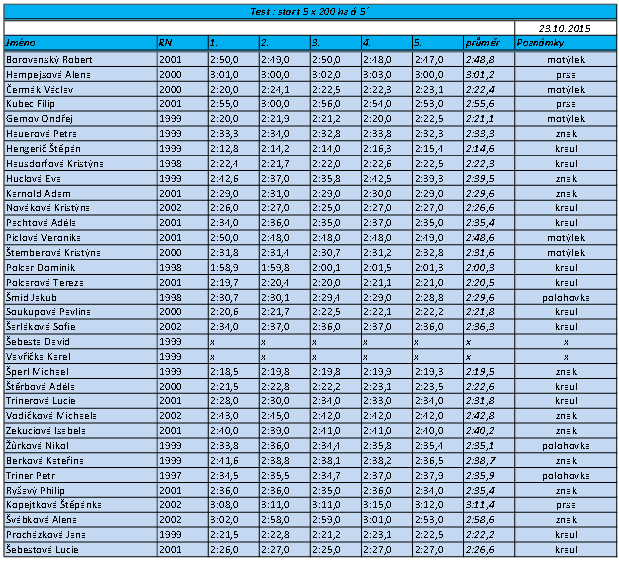 Test : start 5 x 200 hz á 5´
23.10.2015
Jméno RN 1. 2. 3. 4. 5. průměr Poznámky
Borovanský Robert 2001 2:50,0 2:49,0 2:50,0 2:48,0 2:47,0 2:48,8 motýlek
Hampejsová Alena 2000 3:01,0 3:00,0 3:02,0 3:03,0 3:00,0 3:01,2 prsa
Čermák Václav 2000 2:20,0 2:24,1 2:22,5 2:22,3 2:23,1 2:22,4 motýlek
Kubec Filip 2001 2:55,0 3:00,0 2:56,0 2:54,0 2:53,0 2:55,6 prsa
Gemov Ondřej 1999 2:20,0 2:21,9 2:21,2 2:20,0 2:22,5 2:21,1 motýlek
Hauerová Petra 1999 2:33,3 2:34,0 2:32,8 2:33,8 2:32,3 2:33,3 znak
Hengerič Štěpán 1999 2:12,8 2:14,2 2:14,0 2:16,3 2:15,4 2:14,6 kraul
Hausdorfová Kristýna 1998 2:22,4 2:21,7 2:22,0 2:22,6 2:22,5 2:22,3 kraul
Huclová Eva 1999 2:42,6 2:37,0 2:35,8 2:42,5 2:39,3 2:39,5 znak
Karnold Adam 2001 2:29,0 2:31,0 2:29,0 2:30,0 2:29,0 2:29,6 znak
Nováková Kristýna 2002 2:26,0 2:25,0 2:27,0 2:27,0 2:27,0 2:26,6 kraul
Pachtová Adéla 2001 2:34,0 2:36,0 2:35,0 2:37,0 2:35,0 2:35,4 kraul
Piclová Veronika 2001 2:50,0 2:48,0 2:48,0 2:48,0 2:49,0 2:48,6 motýlek
Štemberová Kristýna 2000 2:31,8 2:31,4 2:30,7 2:31,2 2:32,8 2:31,6 motýlek
Polcar Dominik 1998 1:58,9 1:59,8 2:00,1 2:01,5 2:01,3 2:00,3 kraul
Polcarová Tereza 2001 2:19,7 2:20,4 2:20,0 2:21,1 2:21,0 2:20,5 kraul
Šmíd Jakub 1998 2:30,7 2:30,1 2:29,4 2:29,0 2:28,8 2:29,6 polohovka
Soukupová Pavlína 2000 2:20,6 2:21,7 2:22,5 2:22,1 2:22,2 2:21,8 kraul
Šarláková Sofie 2002 2:34,0 2:37,0 2:36,0 2:37,0 2:37,0 2:36,3 kraul
Šebesta David 1999 x x x x x x x
Vavřička Karel 1999 x x x x x x x
Šperl Michael 1999 2:18,5 2:19,8 2:19,8 2:19,9 2:19,3 2:19,5 znak
Štěrbová Adéla 2000 2:21,5 2:22,8 2:22,2 2:23,1 2:23,5 2:22,6 kraul
Trinerová Lucie 2001 2:28,0 2:30,0 2:34,0 2:33,0 2:34,0 2:31,8 kraul
Vodičková Michaela 2002 2:43,0 2:45,0 2:42,0 2:42,0 2:42,0 2:42,8 znak
Zekuciová Isabela 2001 2:40,0 2:39,0 2:41,0 2:41,0 2:40,0 2:40,2 znak
Žůrková Nikol 1999 2:33,8 2:36,0 2:34,4 2:35,8 2:35,4 2:35,1 polohovka
Berková Kateřina 1999 2:41,6 2:38,8 2:38,1 2:38,2 2:36,5 2:38,7 znak
Triner Petr 1997 2:34,5 2:35,5 2:34,7 2:37,0 2:37,9 2:35,9 polohovka
Ryšavý Philip 2001 2:36,0 2:36,0 2:35,0 2:36,0 2:34,0 2:35,4 znak
Kopejtková Štěpánka 2002 3:08,0 3:11,0 3:11,0 3:15,0 3:12,0 3:11,4 prsa
Švábková Alena 2002 3:02,0 2:58,0 2:59,0 3:01,0 2:53,0 2:58,6 znak
Procházková Jana 1999 2:21,5 2:22,8 2:21,2 2:23,1 2:22,5 2:22,2 kraul
Šebestová Lucie 2001 2:26,0 2:27,0 2:25,0 2:27,0 2:27,0 2:26,6 kraul